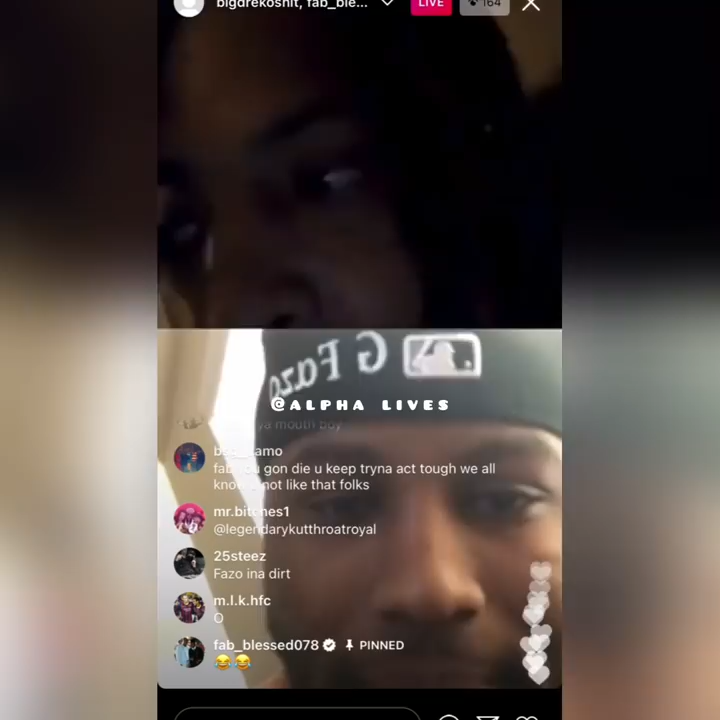 bigdrekoshit, fab_ble...
LIVE
164
G Fazo
@ALPHA LIVES
ya mouth boy
fab you gon die u keep tryna act tough we all
not like that folks
mr.bitches1
@legendarykutthroatroyal
25steez
Fazo ina dirt
m.l.k.hfc
O
fab_blessed078 PINNED
😂😂